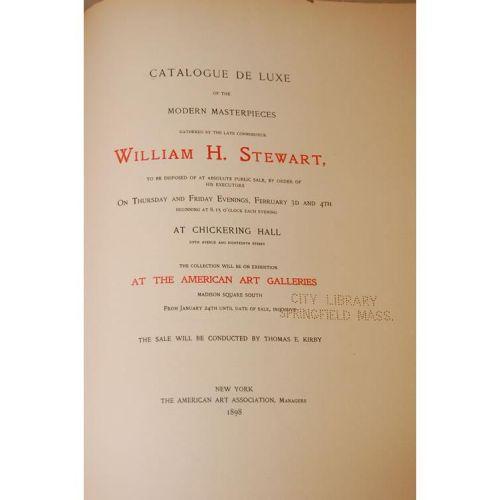 CATALOGUE DE LUXE
OF THE
MODERN MASTERPIECES
GATHERED BY THE LATE CONNOISSEUR
WILLIAM H. STEWART,
TO BE DISPOSED OF AT ABSOLUTE PUBLIC SALE, BY ORDER OF
HIS EXECUTORS
ON THURSDAY AND FRIDAY EVENINGS, FEBRUARY 3D AND 4TH
BEGINNING AT 8.15 O'CLOCK EACH EVENING
AT CHICKERING HALL
FIFTH AVENUE AND EIGHTEENTH STREET
THE COLLECTION WILL BE ON EXHIBITION
AT THE AMERICAN ART GALLERIES
MADISON SQUARE SOUTH
FROM JANUARY 24TH UNTIL DATE OF SALE, INCLUSIVE
CITY LIBRARY
SPRINGFIELD MASS.
THE SALE WILL BE CONDUCTED BY THOMAS E. KIRBY
NEW YORK
THE AMERICAN ART ASSOCIATION, MANAGERS
1898